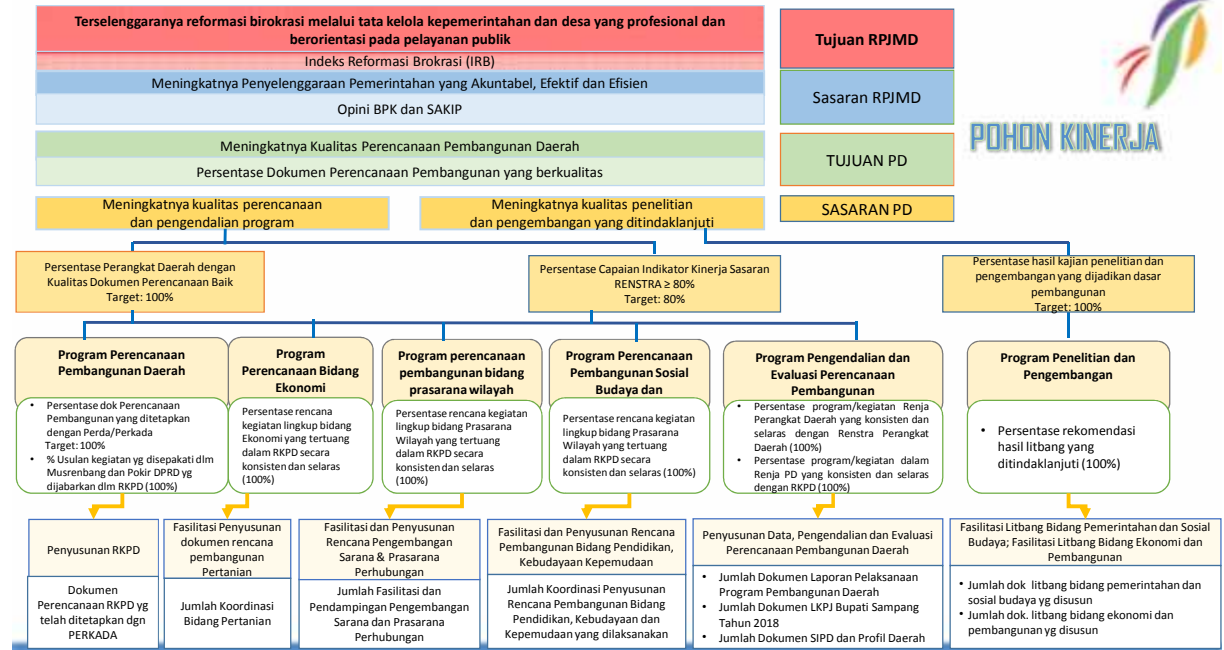 Terselenggaranya reformasi birokrasi melalui tata kelola kepemerintahan dan desa yang profesional dan
berorientasi pada pelayanan publik
Indeks Reformasi Brokrasi (IRB)
Tujuan RPJMD
Meningkatnya Penyelenggaraan Pemerintahan yang Akuntabel, Efektif dan Efisien
Opini BPK dan SAKIP
Sasaran RPJMD
POHON KINERJA
Meningkatnya Kualitas Perencanaan Pembangunan Daerah
Persentase Dokumen Perencanaan Pembangunan yang berkualitas
TUJUAN PD
Meningkatnya kualitas perencanaan
dan pengendalian program
Meningkatnya kualitas penelitian
dan pengembangan yang ditindaklanjuti
SASARAN PD
Persentase Perangkat Daerah dengan
Kualitas Dokumen Perencanaan Baik
Target: 100%
Persentase Capaian Indikator Kinerja Sasaran
RENSTRA ≥ 80%
Target: 80%
Persentase hasil kajian penelitian dan
pengembangan yang dijadikan dasar
pembangunan
Target: 100%
Program Perencanaan
Pembangunan Daerah
• Persentase dok Perencanaan
Pembangunan yang ditetapkan
dengan Perda/Perkada
Target: 100%
• % Usulan kegiatan yg disepakati dlm
Musrenbang dan Pokir DPRD yg
dijabarkan dlm RKPD (100%)
Program
Perencanaan Bidang
Ekonomi
Persentase rencana
kegiatan lingkup bidang
Ekonomi yang tertuang
dalam RKPD secara
konsisten dan selaras
(100%)
Program perencanaan
pembangunan bidang
prasarana wilayah
Persentase rencana kegiatan
lingkup bidang Prasarana
Wilayah yang tertuang
dalam RKPD secara
konsisten dan selaras
(100%)
Program Perencanaan
Pembangunan Sosial
Budaya dan
Persentase rencana kegiatan
lingkup bidang Prasarana
Wilayah yang tertuang
dalam RKPD secara
konsisten dan selaras (100%)
Program Pengendalian dan
Evaluasi Perencanaan
Pembangunan
• Persentase program/kegiatan Renja
Perangkat Daerah yang konsisten dan
selaras dengan Renstra Perangkat
Daerah (100%)
• Persentase program/kegiatan dalam
Renja PD yang konsisten dan selaras
dengan RKPD (100%)
Program Penelitian dan
Pengembangan
• Persentase rekomendasi
hasil litbang yang
ditindaklanjuti (100%)
Penyusunan RKPD
Dokumen
Perencanaan RKPD yg
telah ditetapkan dgn
PERKADA
Fasilitasi Penyusunan
dokumen rencana
pembangunan
Pertanian
Jumlah Koordinasi
Bidang Pertanian
Fasilitasi dan Penyusunan
Rencana Pengembangan
Sarana & Prasarana
Perhubungan
Jumlah Fasilitasi dan
Pendampingan Pengembangan
Sarana dan Prasarana
Perhubungan
Fasilitasi dan Penyusunan Rencana
Pembangunan Bidang Pendidikan,
Kebudayaan Kepemudaan
Jumlah Koordinasi Penyusunan
Rencana Pembangunan Bidang
Pendidikan, Kebudayaan dan
Kepemudaan yang dilaksanakan
Penyusunan Data, Pengendalian dan Evaluasi
Perencanaan Pembangunan Daerah
• Jumlah Dokumen Laporan Pelaksanaan
Program Pembangunan Daerah
• Jumlah Dokumen LKPJ Bupati Sampang
Tahun 2018
• Jumlah Dokumen SIPD dan Profil Daerah
Fasilitasi Litbang Bidang Pemerintahan dan Sosial
Budaya; Fasilitasi Litbang Bidang Ekonomi dan
Pembangunan
• Jumlah dok litbang bidang pemerintahan dan
sosial budaya yg disusun
• Jumlah dok. litbang bidang ekonomi dan
pembangunan yg disusun